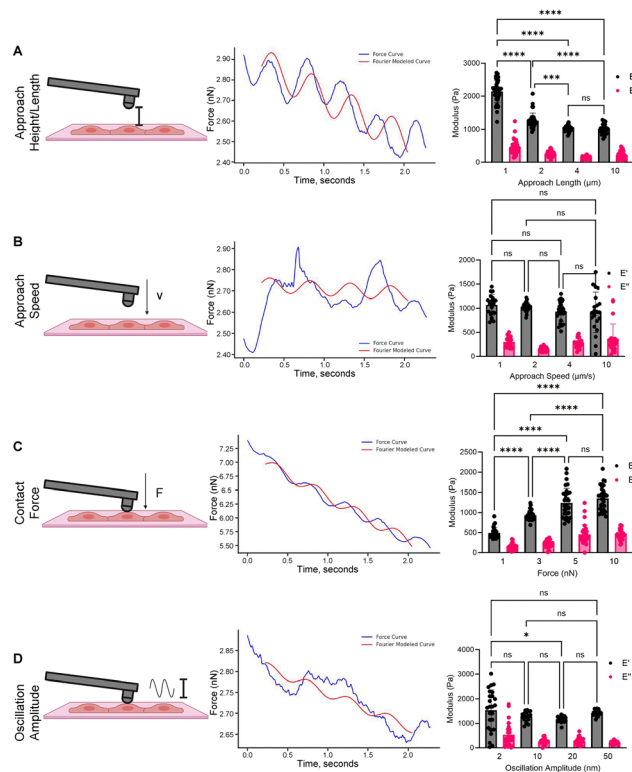 A
Approach
Height/Length
Force (nN)
2.90
2.80
2.70
2.60
2.50
2.40
0.0
0.5
1.0
1.5
2.0
Time, seconds
Force Curve
Fourier Modeled Curve
****
****
****
****
***
ns
Modulus (Pa)
3000
2500
2000
1500
1000
500
0
1
2
4
10
Approach Length (µm)
E
E
B
Approach
Speed
v
Force (nN)
2.90
2.80
2.70
2.60
2.50
2.40
0.0
0.5
1.0
1.5
2.0
Time, seconds
Force Curve
Fourier Modeled Curve
ns
ns
ns
ns
ns
ns
Modulus (Pa)
2000
1500
1000
500
0
1
2
4
10
Approach Speed (µm/s)
E'
E"
C
Contact
Force
F
Force (nN)
7.25
7.00
6.75
6.50
6.25
6.00
5.75
5.50
0.0
0.5
1.0
1.5
2.0
Time, seconds
Force Curve
Fourier Modeled Curve
****
****
****
****
****
ns
Modulus (Pa)
2500
2000
1500
1000
500
0
1
3
5
10
Force (nN)
E
E
D
Oscillation
Amplitude
Force (nN)
2.85
2.80
2.75
2.70
2.65
0.0
0.5
1.0
1.5
2.0
Time, seconds
Force Curve
Fourier Modeled Curve
ns
ns
*
ns
ns
ns
Modulus (Pa)
4000
3000
2000
1000
0
2
10
20
50
Oscillation Amplitude (nm)
E'
E"